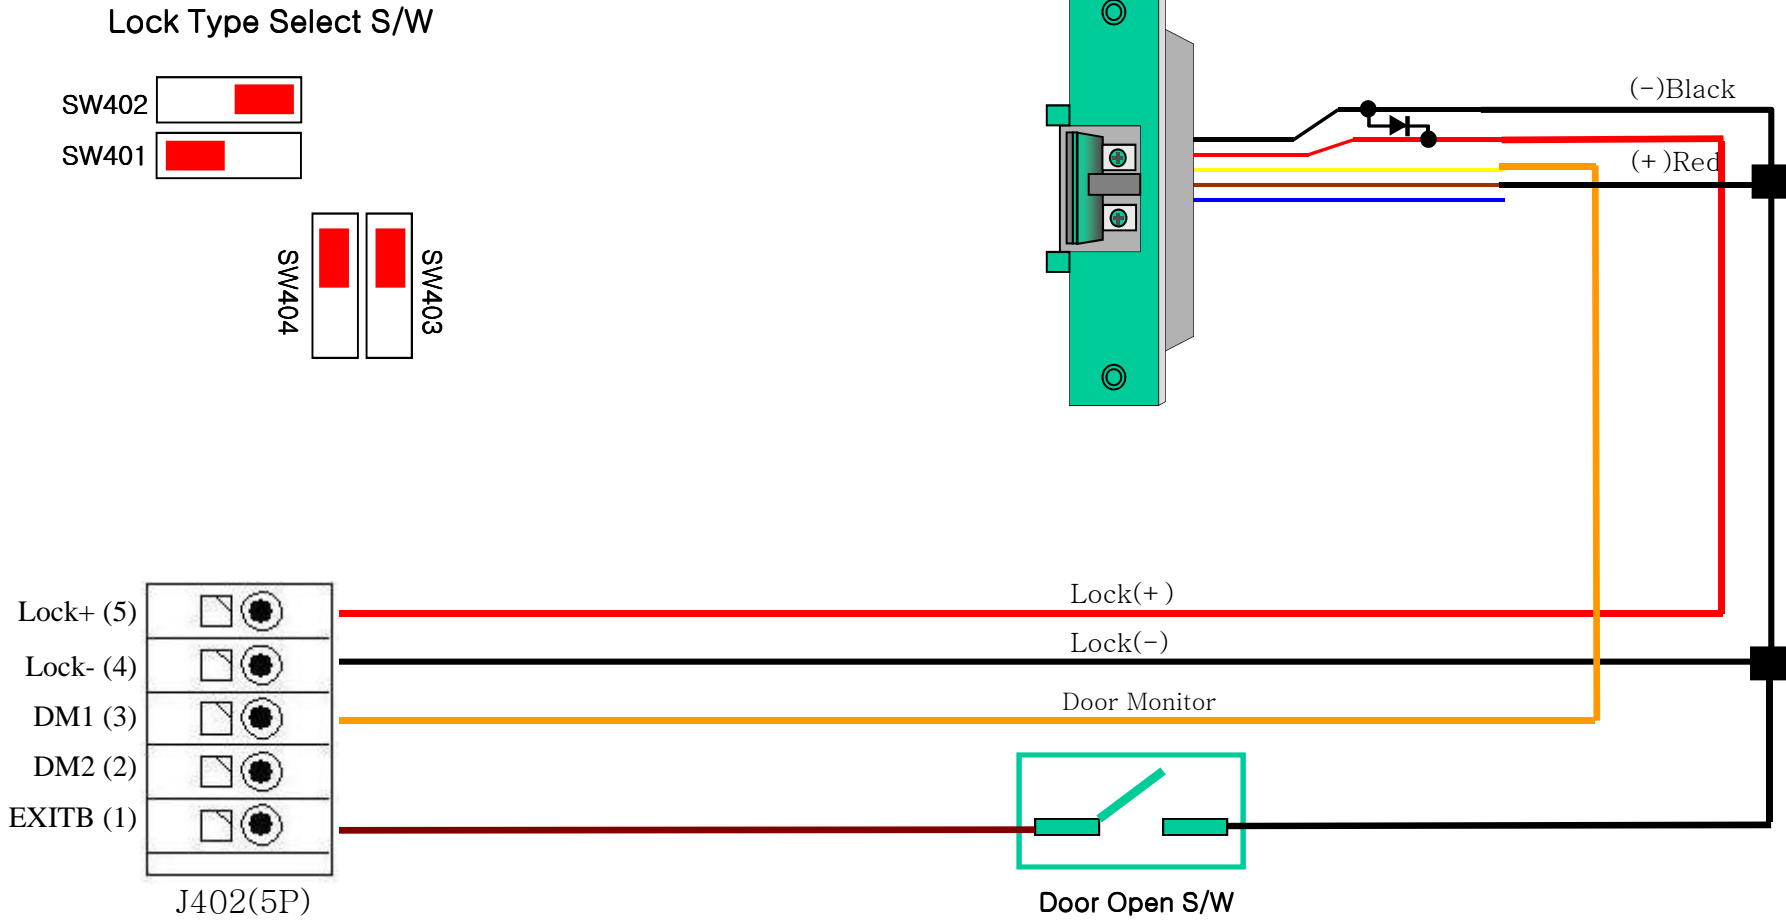 Lock Type Select S/W
SW402
SW401
SW404
SW403
(-)Black
(+)Red
Lock+ (5)
Lock- (4)
DM1 (3)
DM2 (2)
EXITB (1)
J402(5P)
Lock(+)
Lock(-)
Door Monitor
Door Open S/W